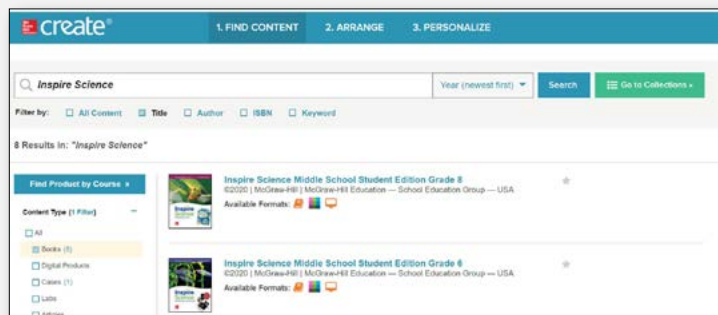 create®
1. FIND CONTENT 2. ARRANGE 3. PERSONALIZE
Inspire Science Year (newest first) Search Go to Collections »
Filter by: All Content Title Author ISBN Keyword
8 Results in: "Inspire Science"
Find Product by Course »
Content Type (1 Filter) –
All
Books (8)
Digital Products
Cases (1)
Labs
Articles
Inspire Science Middle School Student Edition Grade 8
©2020 | McGraw-Hill | McGraw-Hill Education — School Education Group — USA
Available Formats:
Inspire Science Middle School Student Edition Grade 6
©2020 | McGraw-Hill | McGraw-Hill Education — School Education Group — USA
Available Formats: